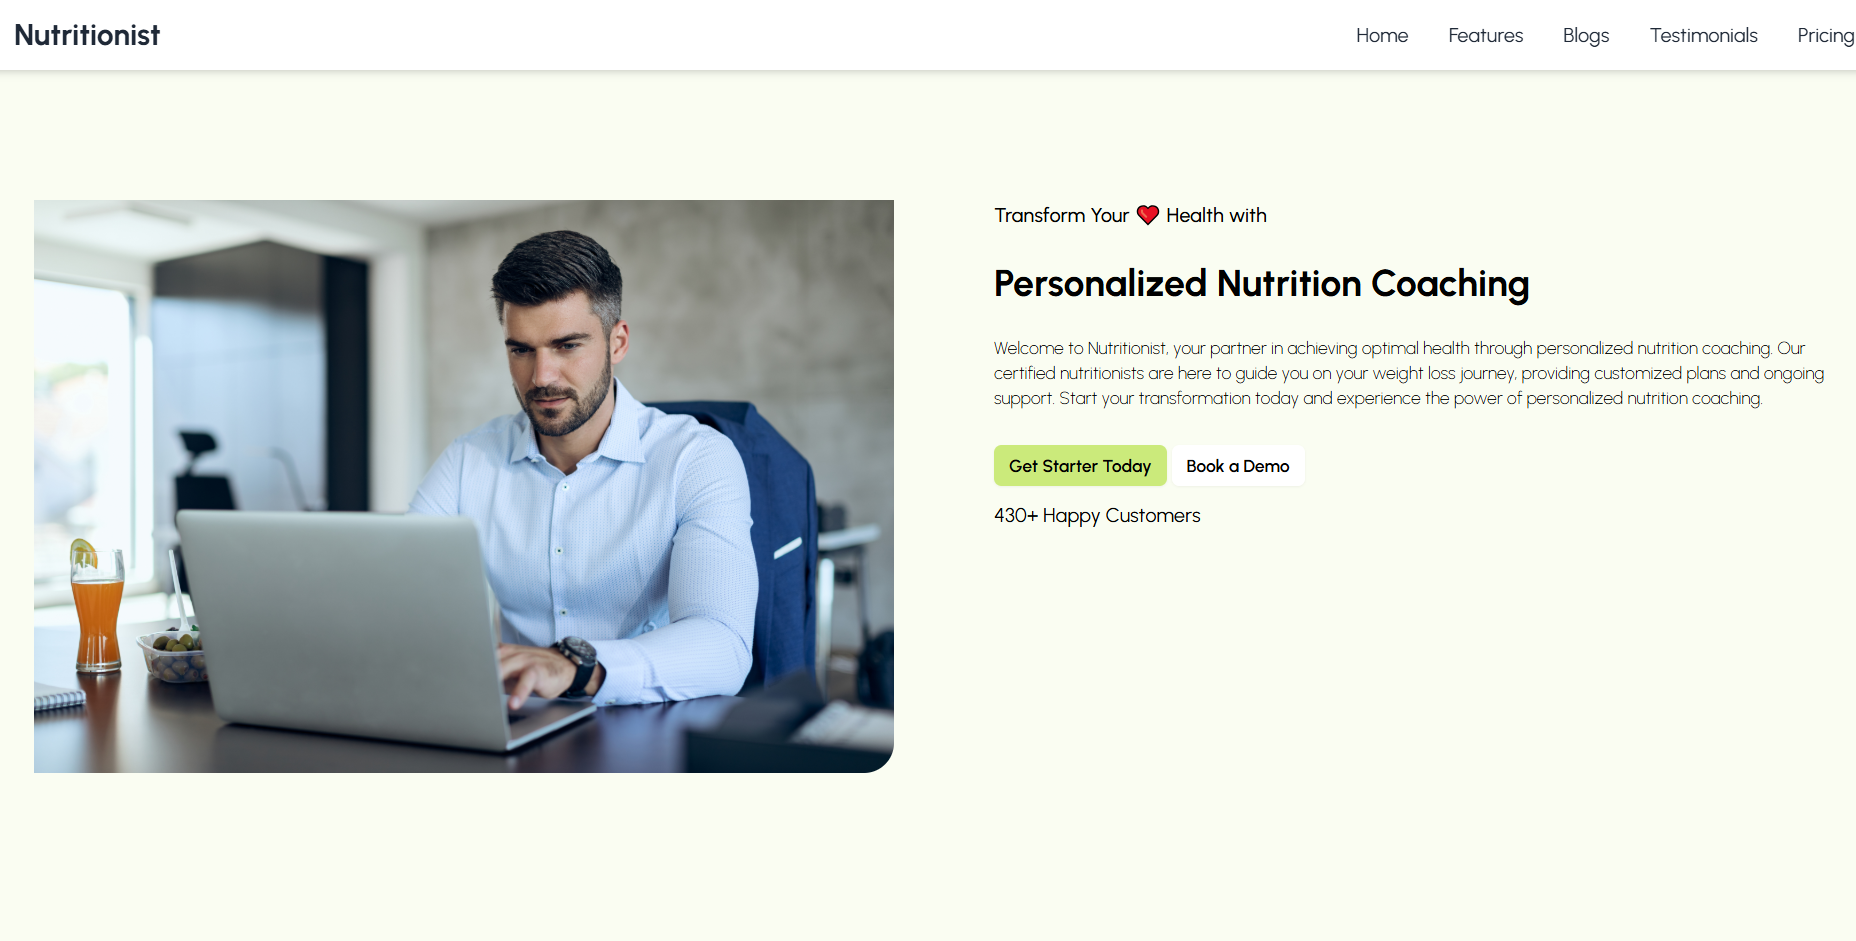 Nutritionist
Home Features Blogs Testimonials Pricing
Transform Your ❤️ Health with
Personalized Nutrition Coaching
Welcome to Nutritionist, your partner in achieving optimal health through personalized nutrition coaching. Our
certified nutritionists are here to guide you on your weight loss journey, providing customized plans and ongoing
support. Start your transformation today and experience the power of personalized nutrition coaching.
Get Starter Today Book a Demo
430+ Happy Customers